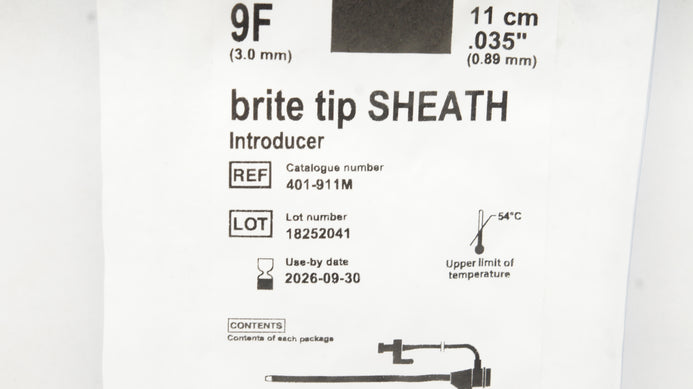 9F
(3.0 mm)
11 cm
.035"
(0.89 mm)
brite tip SHEATH
Introducer
REF
Catalogue number
401-911M
LOT
Lot number
18252041
Use-by date
2026-09-30
54°C
Upper limit of
temperature
CONTENTS
Contents of each package